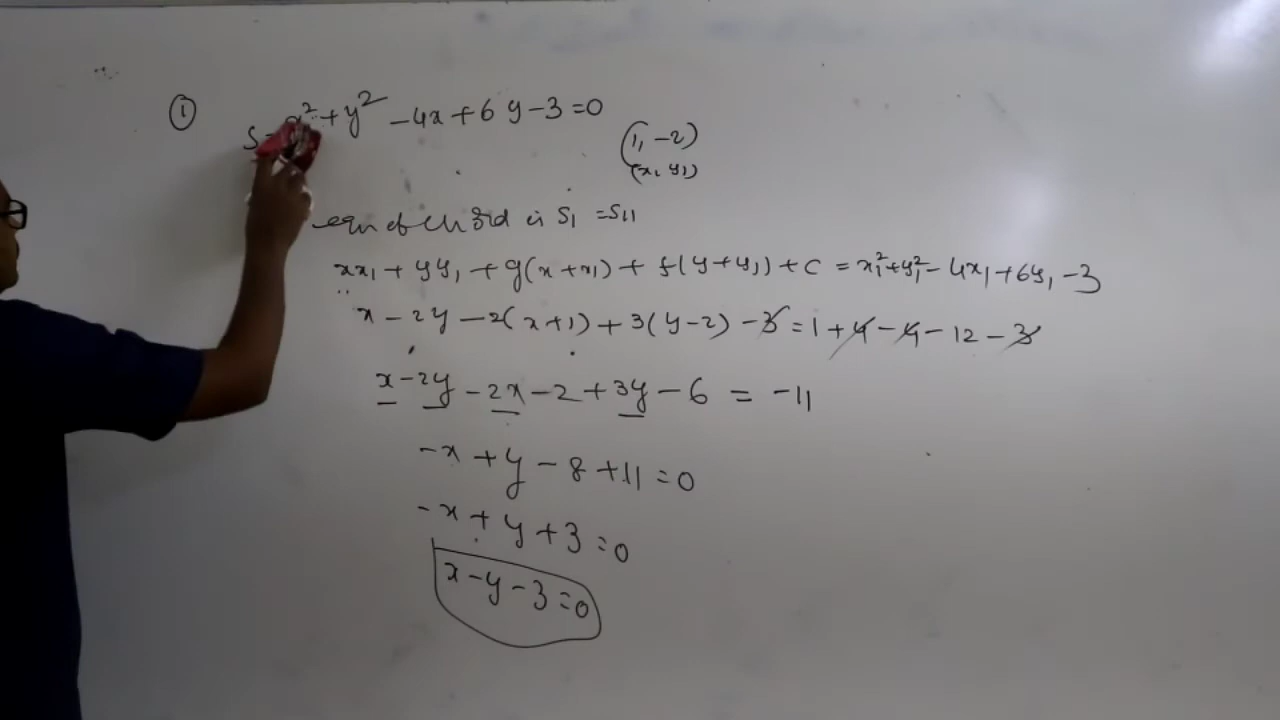 ① S = x² + y² - 4x + 6y - 3 = 0
(1, -2)
(x₁, y₁)
eqn of chord is S₁ = S₁₁
xx₁ + yy₁ + g(x+x₁) + f(y+y₁) + c = x₁² + y₁² - 4x₁ + 6y₁ - 3
x - 2y - 2(x+1) + 3(y-2) - 3 = 1 + 4 - 4 - 12 - 3
x - 2y - 2x - 2 + 3y - 6 = -11
-x + y - 8 + 11 = 0
-x + y + 3 = 0
x - y - 3 = 0